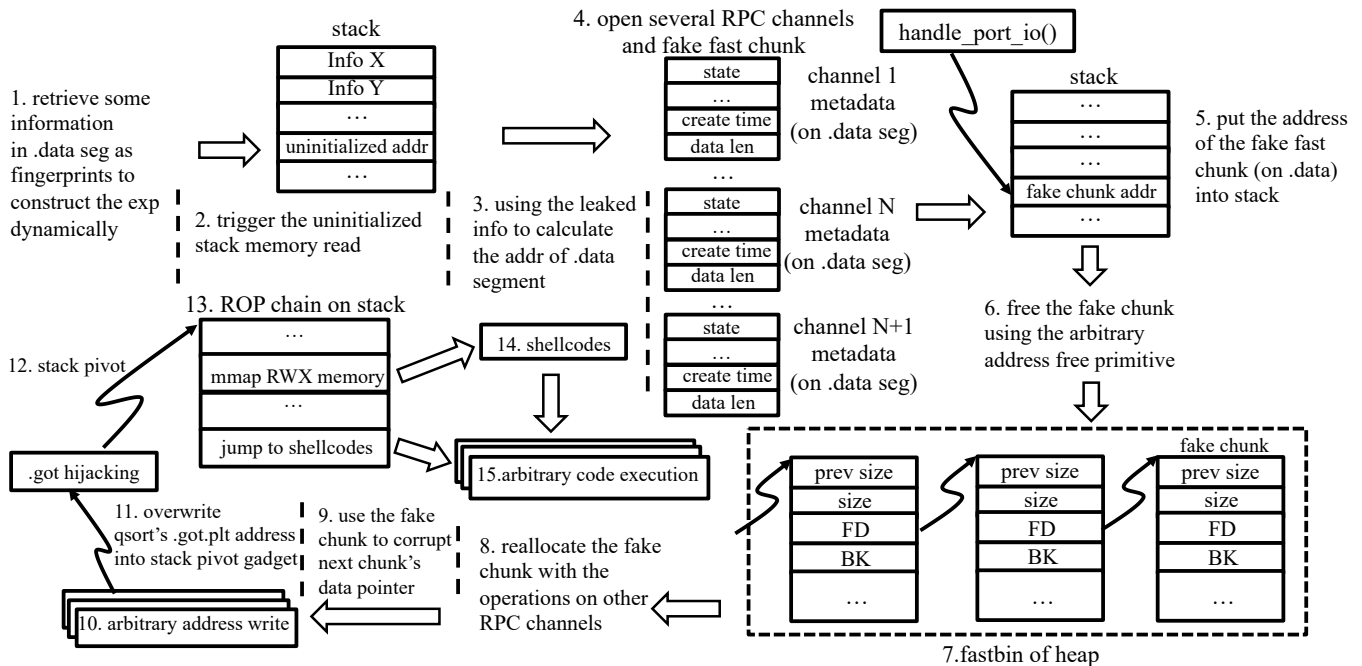 1. retrieve some
information
in .data seg as
fingerprints to
construct the exp
dynamically
stack
Info X
Info Y
…
uninitialized addr
…
2. trigger the uninitialized
stack memory read
3. using the leaked
info to calculate
the addr of .data
segment
4. open several RPC channels
and fake fast chunk
state
…
create time
data len
channel 1
metadata
(on .data seg)
…
state
…
create time
data len
channel N
metadata
(on .data seg)
…
state
…
create time
data len
channel N+1
metadata
(on .data seg)
handle_port_io()
stack
…
…
…
fake chunk addr
…
5. put the address
of the fake fast
chunk (on .data)
into stack
6. free the fake chunk
using the arbitrary
address free primitive
prev size
size
FD
BK
…
prev size
size
FD
BK
…
fake chunk
prev size
size
FD
BK
…
7.fastbin of heap
8. reallocate the fake
chunk with the
operations on other
RPC channels
9. use the fake
chunk to corrupt
next chunk's
data pointer
10. arbitrary address write
11. overwrite
qsort's .got.plt address
into stack pivot gadget
.got hijacking
12. stack pivot
13. ROP chain on stack
…
mmap RWX memory
…
jump to shellcodes
14. shellcodes
15.arbitrary code execution